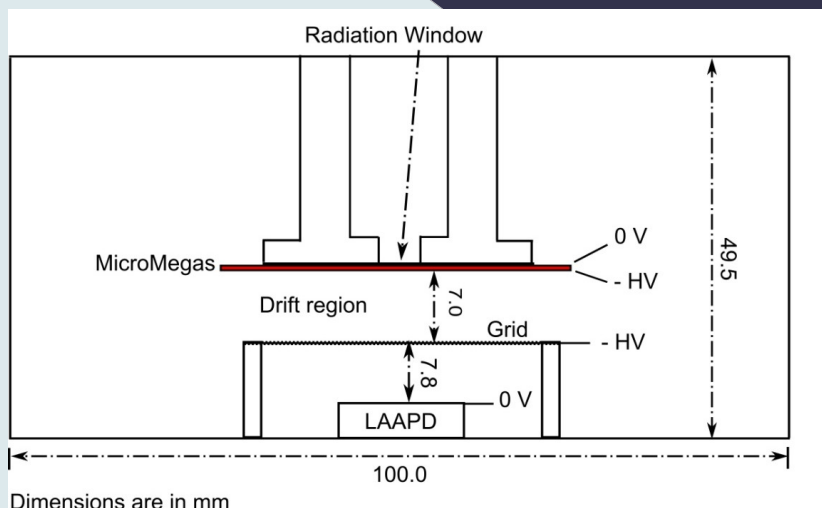 Radiation Window
0 V
MicroMegas
- HV
49.5
Drift region
7.0
Grid
- HV
7.8
0 V
LAAPD
100.0
Dimensions are in mm